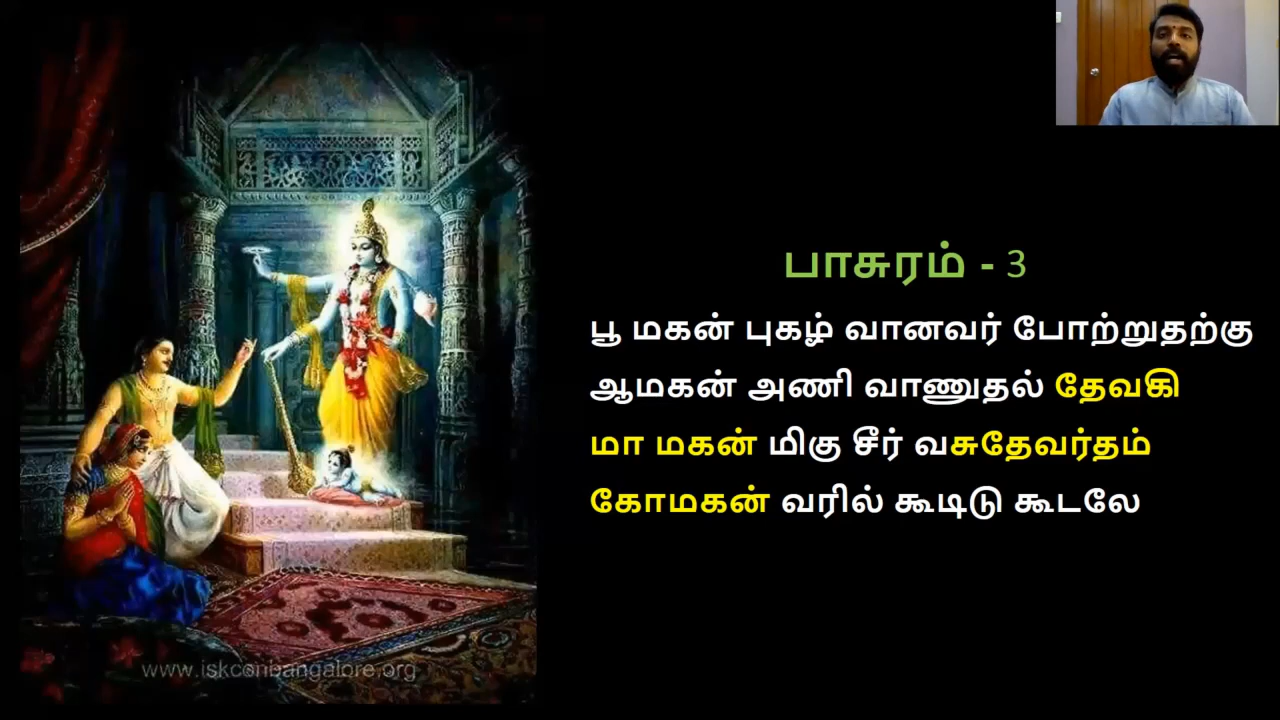 பாசுரம் - 3
பூ மகன் புகழ் வானவர் போற்றுதற்கு
ஆமகன் அணி வாணுதல் தேவகி
மா மகன் மிகு சீர் வசுதேவர்தம்
கோமகன் வரில் கூடிடு கூடலே
www.iskconbangalore.org